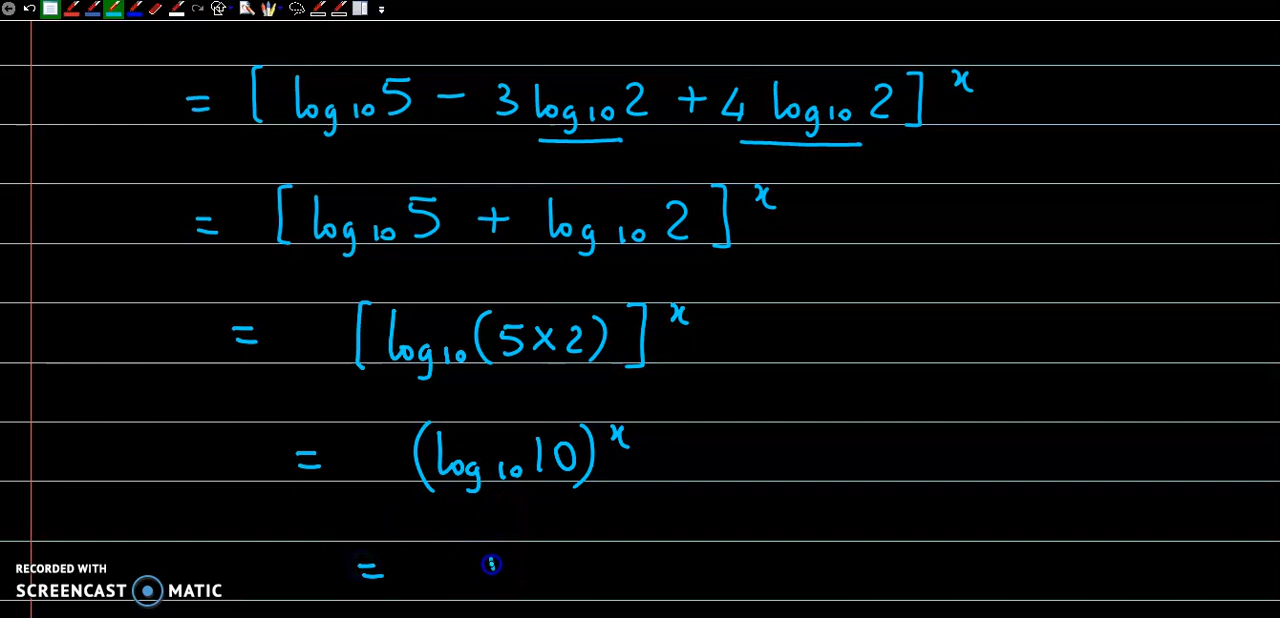 = [ log₁₀5 − 3 log₁₀2 + 4 log₁₀2 ]ˣ
= [ log₁₀5 + log₁₀2 ]ˣ
= [ log₁₀(5×2) ]ˣ
= (log₁₀10)ˣ
=
RECORDED WITH
SCREENCAST MATIC